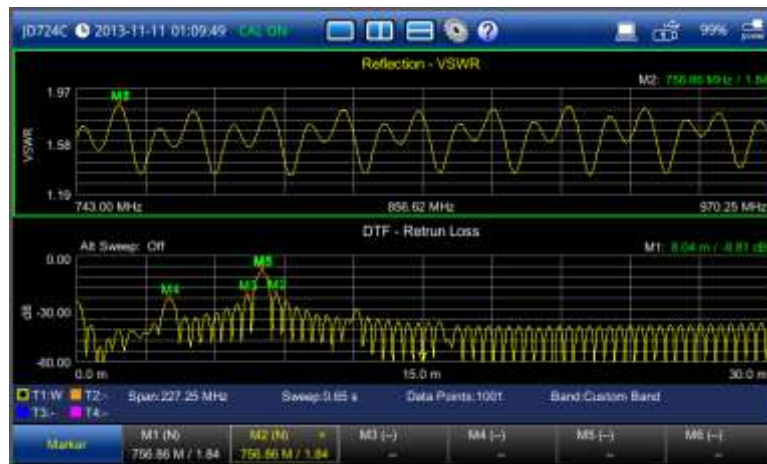 JD724C 2013-11-11 01:09:49 CAL ON 99%
Reflection - VSWR
M2: 756.86 MHz / 1.84
1.97
M2
VSWR
1.58
1.19
743.00 MHz 856.62 MHz 970.25 MHz
DTF - Retrun Loss
Alt Sweep: Off
M1: 8.04 m / -8.81 dB
0.00
M4
dB
-30.00
-60.00
0.0 m 15.0 m 30.0 m
T1:W T2:- Span:227.25 MHz Sweep:0.65 s Data Points:1001 Band:Custom Band
T3:- T4:-
Marker
M1 (N) M2 (N) M3 (--) M4 (--) M5 (--) M6 (--)
756.86 M / 1.84 756.86 M / 1.84 -- -- -- --